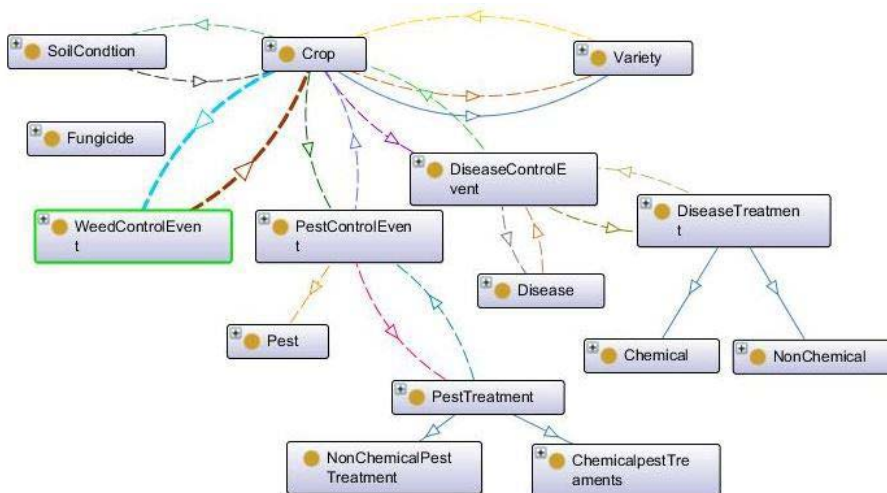 SoilCondtion
Crop
Variety
Fungicide
DiseaseControlE
vent
WeedControlEven
t
PestControlEven
t
DiseaseTreatmen
t
Disease
Pest
Chemical
NonChemical
PestTreatment
NonChemicalPest
Treatment
ChemicalpestTre
aments